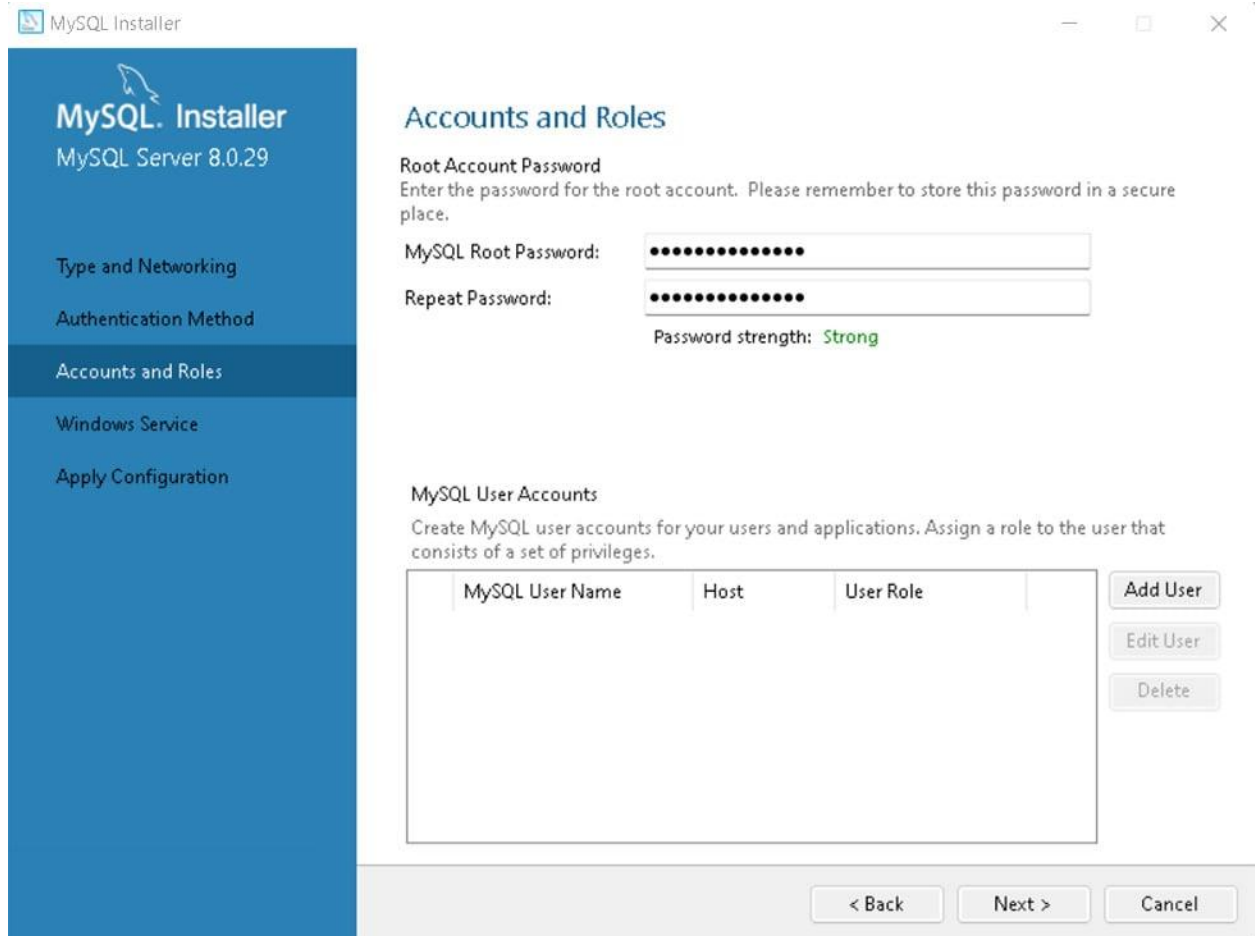 MySQL Installer
MySQL. Installer
MySQL Server 8.0.29
Type and Networking
Authentication Method
Accounts and Roles
Windows Service
Apply Configuration
Accounts and Roles
Root Account Password
Enter the password for the root account. Please remember to store this password in a secure
place.
MySQL Root Password: ●●●●●●●●●●●●●●
Repeat Password: ●●●●●●●●●●●●●●
Password strength: Strong
MySQL User Accounts
Create MySQL user accounts for your users and applications. Assign a role to the user that
consists of a set of privileges.
MySQL User Name Host User Role
Add User
Edit User
Delete
< Back Next > Cancel